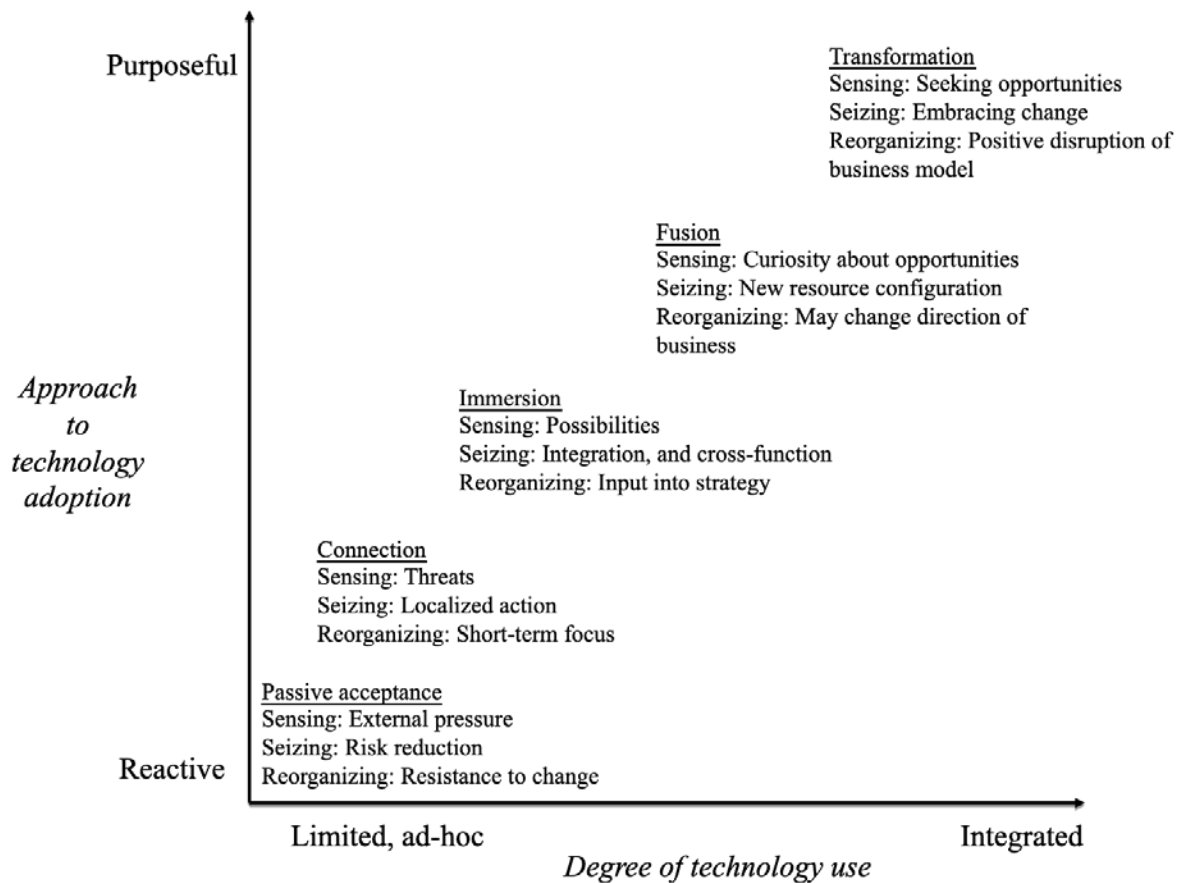 Purposeful
Transformation
Sensing: Seeking opportunities
Seizing: Embracing change
Reorganizing: Positive disruption of
business model
Fusion
Sensing: Curiosity about opportunities
Seizing: New resource configuration
Reorganizing: May change direction of
business
Approach
to
technology
adoption
Immersion
Sensing: Possibilities
Seizing: Integration, and cross-function
Reorganizing: Input into strategy
Connection
Sensing: Threats
Seizing: Localized action
Reorganizing: Short-term focus
Passive acceptance
Sensing: External pressure
Seizing: Risk reduction
Reorganizing: Resistance to change
Reactive
Limited, ad-hoc
Integrated
Degree of technology use